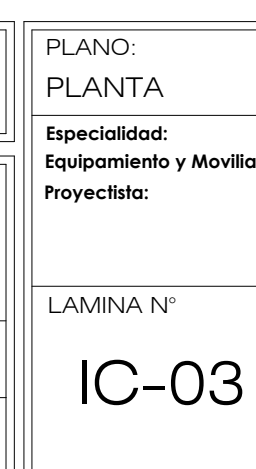 PLANO:
PLANTA
Especialidad:
Equipamiento y Movilia
Proyectista:
LAMINA N°
IC-03